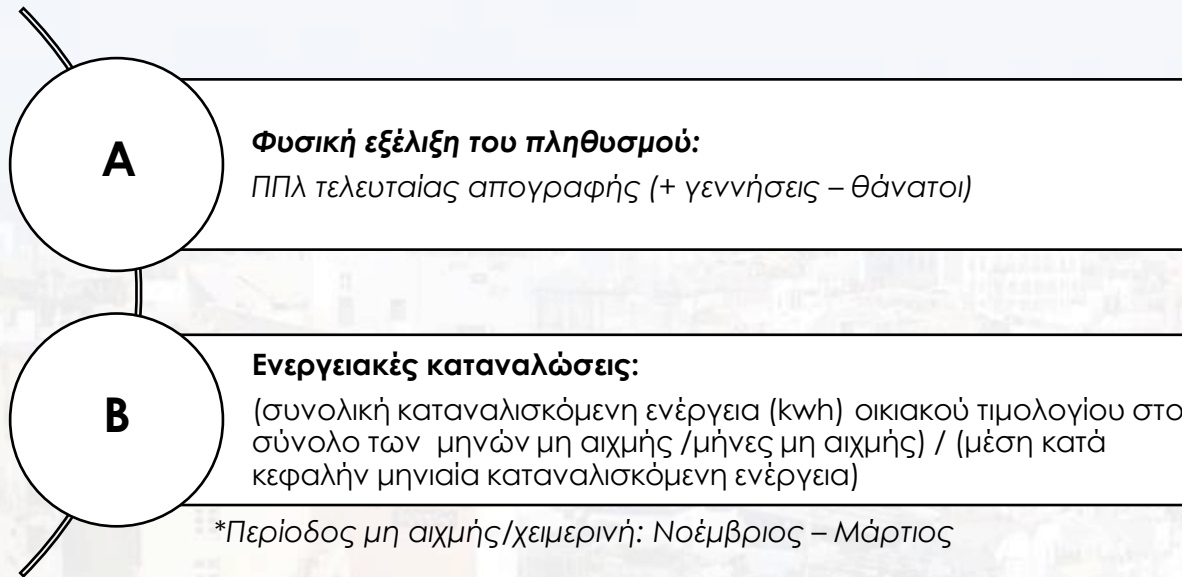 A
Φυσική εξέλιξη του πληθυσμού:
ΠΠλ τελευταίας απογραφής (+ γεννήσεις – θάνατοι)
B
Ενεργειακές καταναλώσεις:
(συνολική καταναλισκόμενη ενέργεια (kwh) οικιακού τιμολογίου στο
σύνολο των μηνών μη αιχμής /μήνες μη αιχμής) / (μέση κατά
κεφαλήν μηνιαία καταναλισκόμενη ενέργεια)
*Περίοδος μη αιχμής/χειμερινή: Νοέμβριος – Μάρτιος